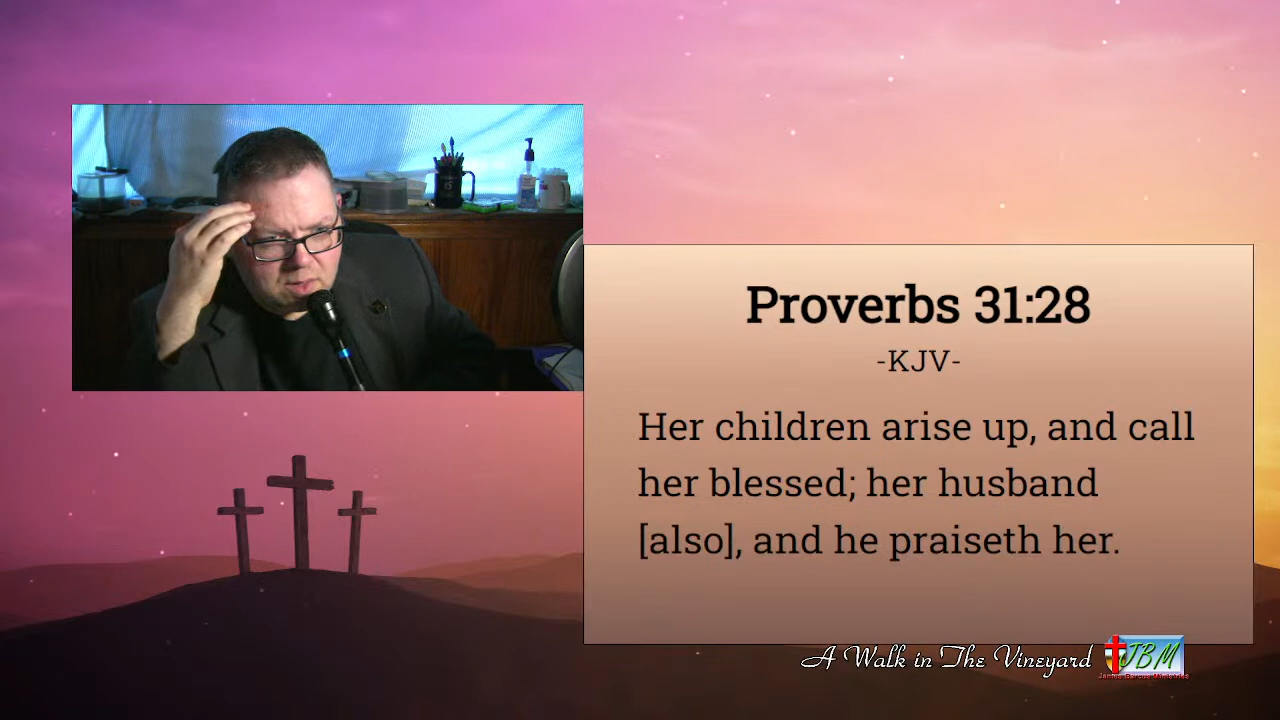 Proverbs 31:28
-KJV-
Her children arise up, and call
her blessed; her husband
[also], and he praiseth her.
A Walk in The Vineyard
JBM